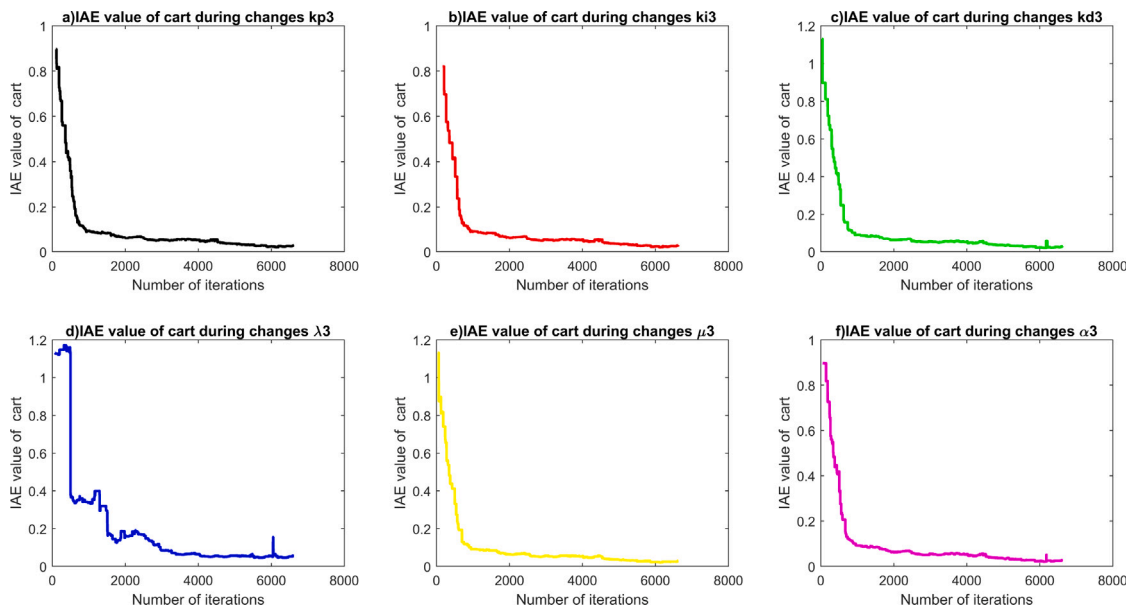 a)IAE value of cart during changes kp3
1
0.8
0.6
0.4
0.2
0
IAE value of cart
0 2000 4000 6000 8000
Number of iterations
b)IAE value of cart during changes ki3
1
0.8
0.6
0.4
0.2
0
IAE value of cart
0 2000 4000 6000 8000
Number of iterations
c)IAE value of cart during changes kd3
1.2
1
0.8
0.6
0.4
0.2
0
IAE value of cart
0 2000 4000 6000 8000
Number of iterations
d)IAE value of cart during changes λ3
1.2
1
0.8
0.6
0.4
0.2
0
IAE value of cart
0 2000 4000 6000 8000
Number of iterations
e)IAE value of cart during changes μ3
1.2
1
0.8
0.6
0.4
0.2
0
IAE value of cart
0 2000 4000 6000 8000
Number of iterations
f)IAE value of cart during changes α3
1
0.8
0.6
0.4
0.2
0
IAE value of cart
0 2000 4000 6000 8000
Number of iterations